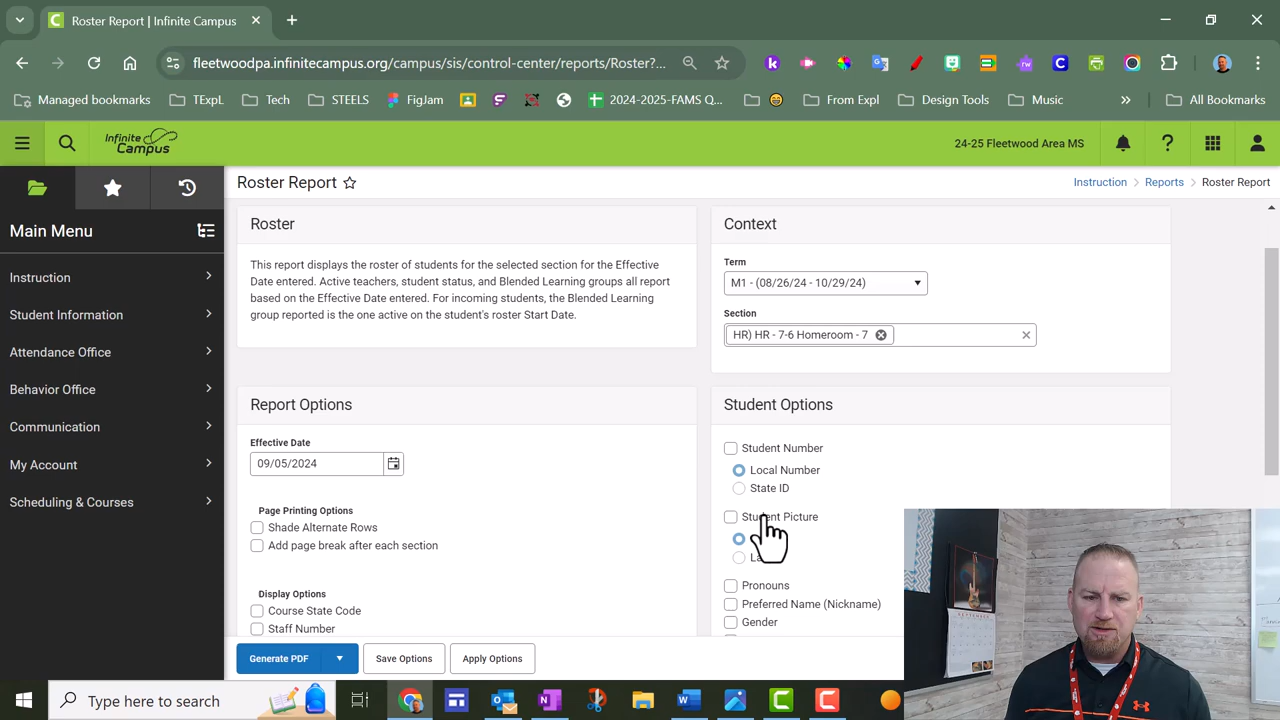 Roster Report | Infinite Campus
fleetwoodpa.infinitecampus.org/campus/sis/control-center/reports/Roster?...
Managed bookmarks
TExpL
Tech
STEELS
FigJam
2024-2025-FAMS Q...
From Expl
Design Tools
Music
All Bookmarks
Infinite Campus
24-25 Fleetwood Area MS
Roster Report
Instruction
Reports
Roster Report
Main Menu
Instruction
Student Information
Attendance Office
Behavior Office
Communication
My Account
Scheduling & Courses
Roster
This report displays the roster of students for the selected section for the Effective
Date entered. Active teachers, student status, and Blended Learning groups all report
based on the Effective Date entered. For incoming students, the Blended Learning
group reported is the one active on the student's roster Start Date.
Context
Term
M1 - (08/26/24 - 10/29/24)
Section
HR) HR - 7-6 Homeroom - 7
Report Options
Effective Date
09/05/2024
Page Printing Options
Shade Alternate Rows
Add page break after each section
Display Options
Course State Code
Staff Number
Student Options
Student Number
Local Number
State ID
Student Picture
Pronouns
Preferred Name (Nickname)
Gender
Generate PDF
Save Options
Apply Options
Type here to search